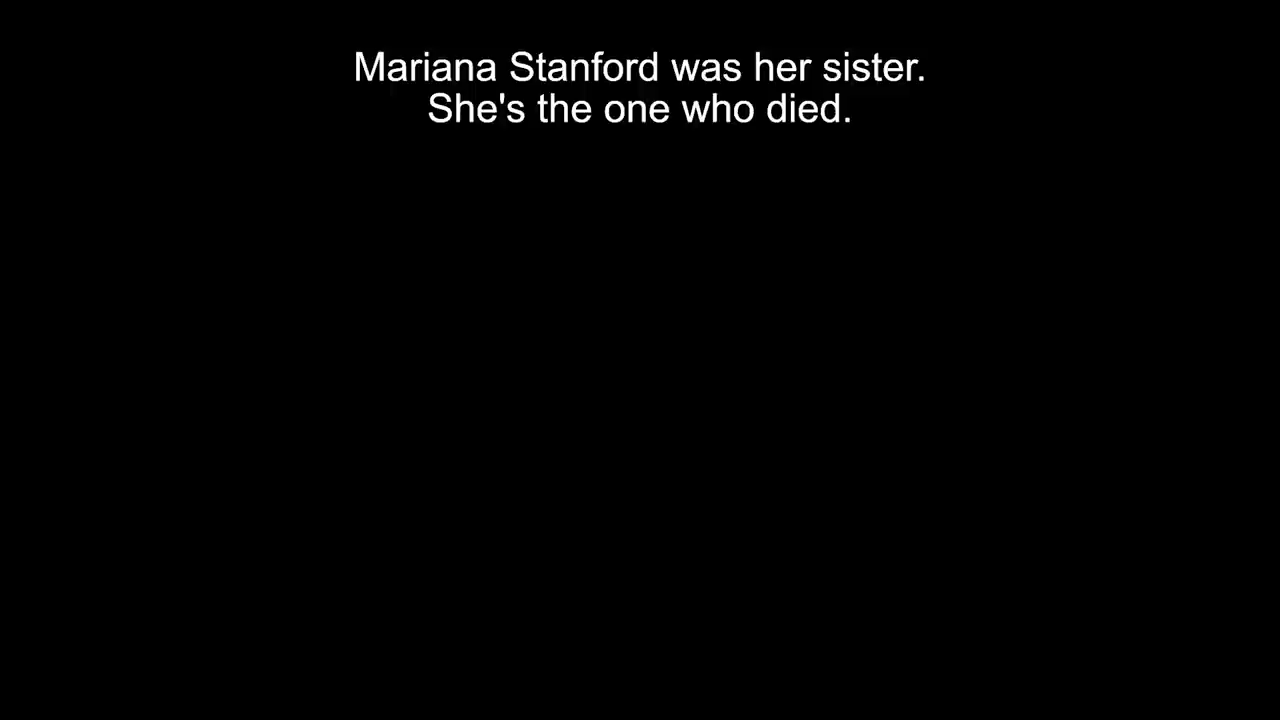 Mariana Stanford was her sister.
She's the one who died.